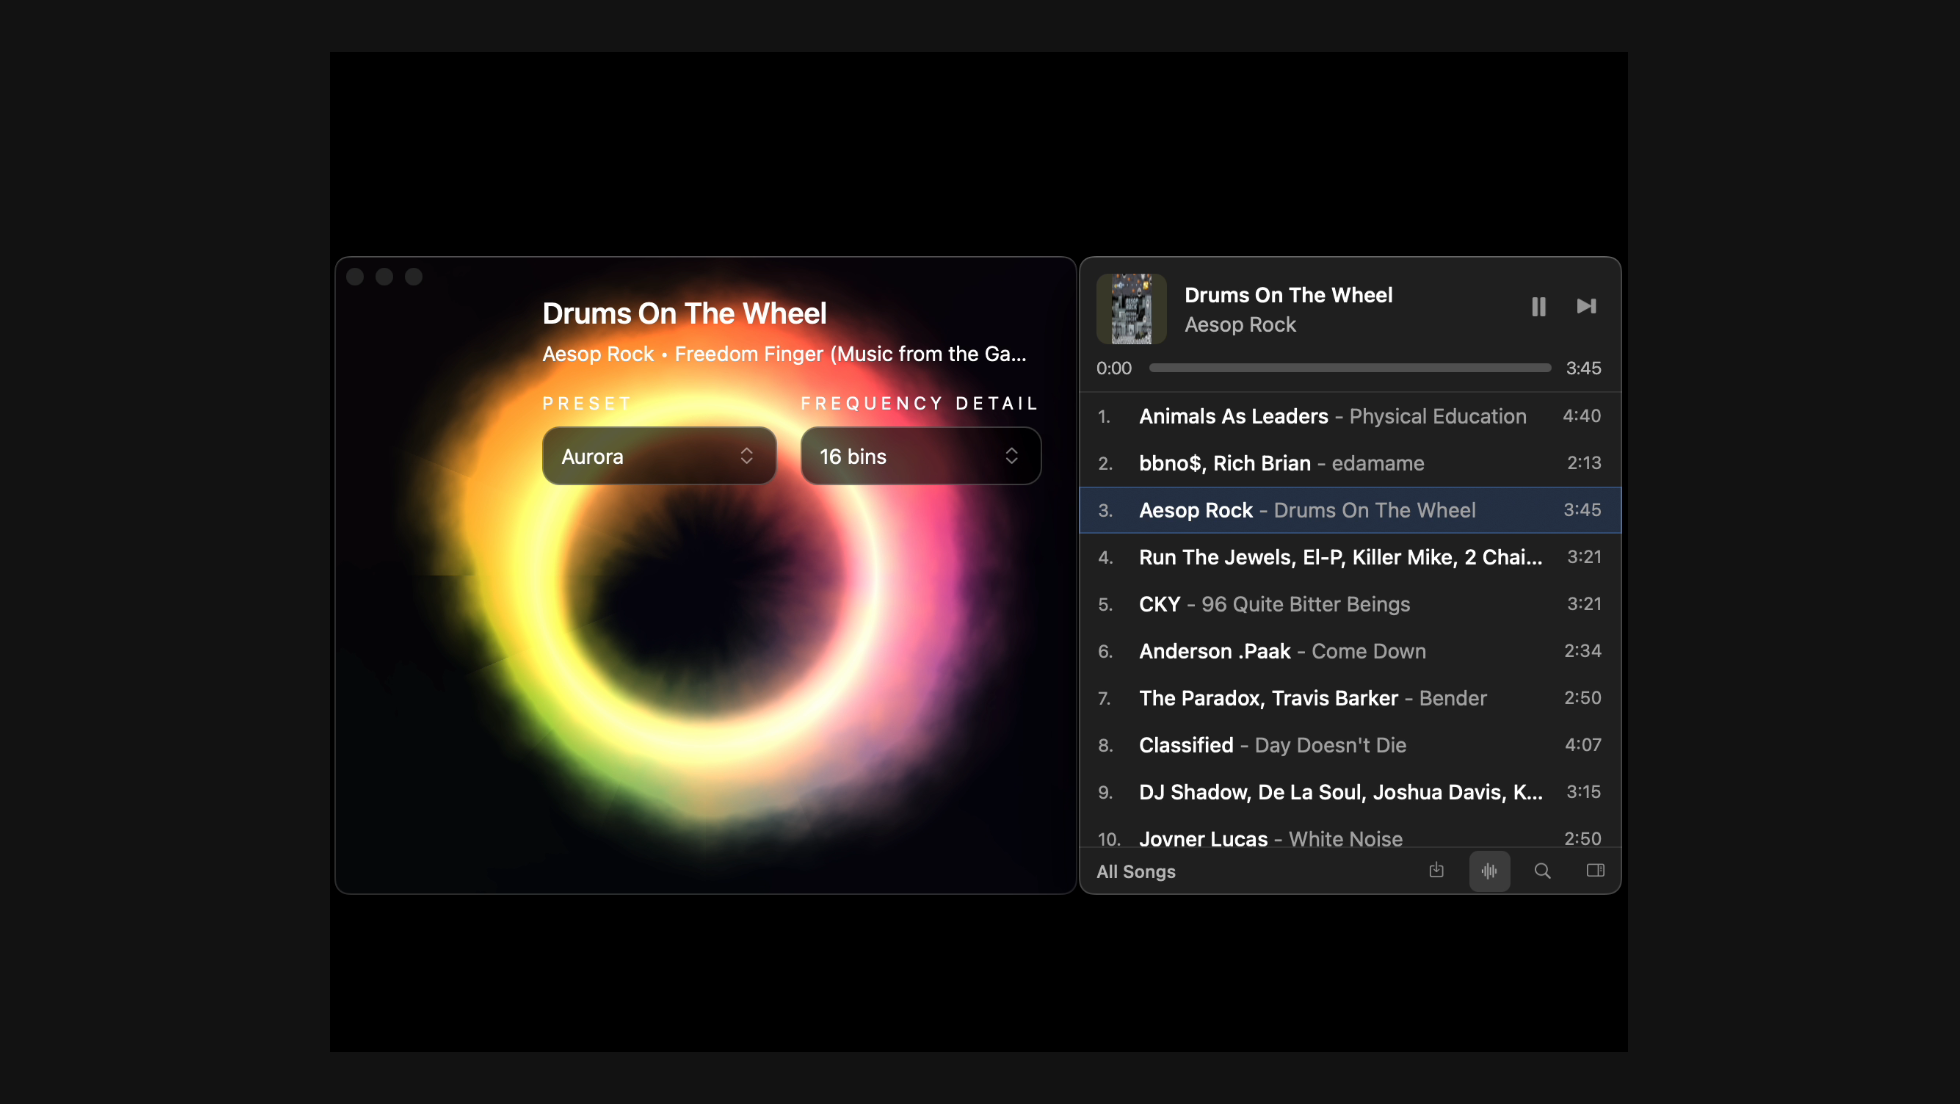 Drums On The Wheel
Aesop Rock • Freedom Finger (Music from the Ga...
PRESET
FREQUENCY DETAIL
Aurora
16 bins
Drums On The Wheel
Aesop Rock
0:00
3:45
1. Animals As Leaders - Physical Education 4:40
2. bbno$, Rich Brian - edamame 2:13
3. Aesop Rock - Drums On The Wheel 3:45
4. Run The Jewels, El-P, Killer Mike, 2 Chai... 3:21
5. CKY - 96 Quite Bitter Beings 3:21
6. Anderson .Paak - Come Down 2:34
7. The Paradox, Travis Barker - Bender 2:50
8. Classified - Day Doesn't Die 4:07
9. DJ Shadow, De La Soul, Joshua Davis, K... 3:15
10. Joyner Lucas - White Noise 2:50
All Songs